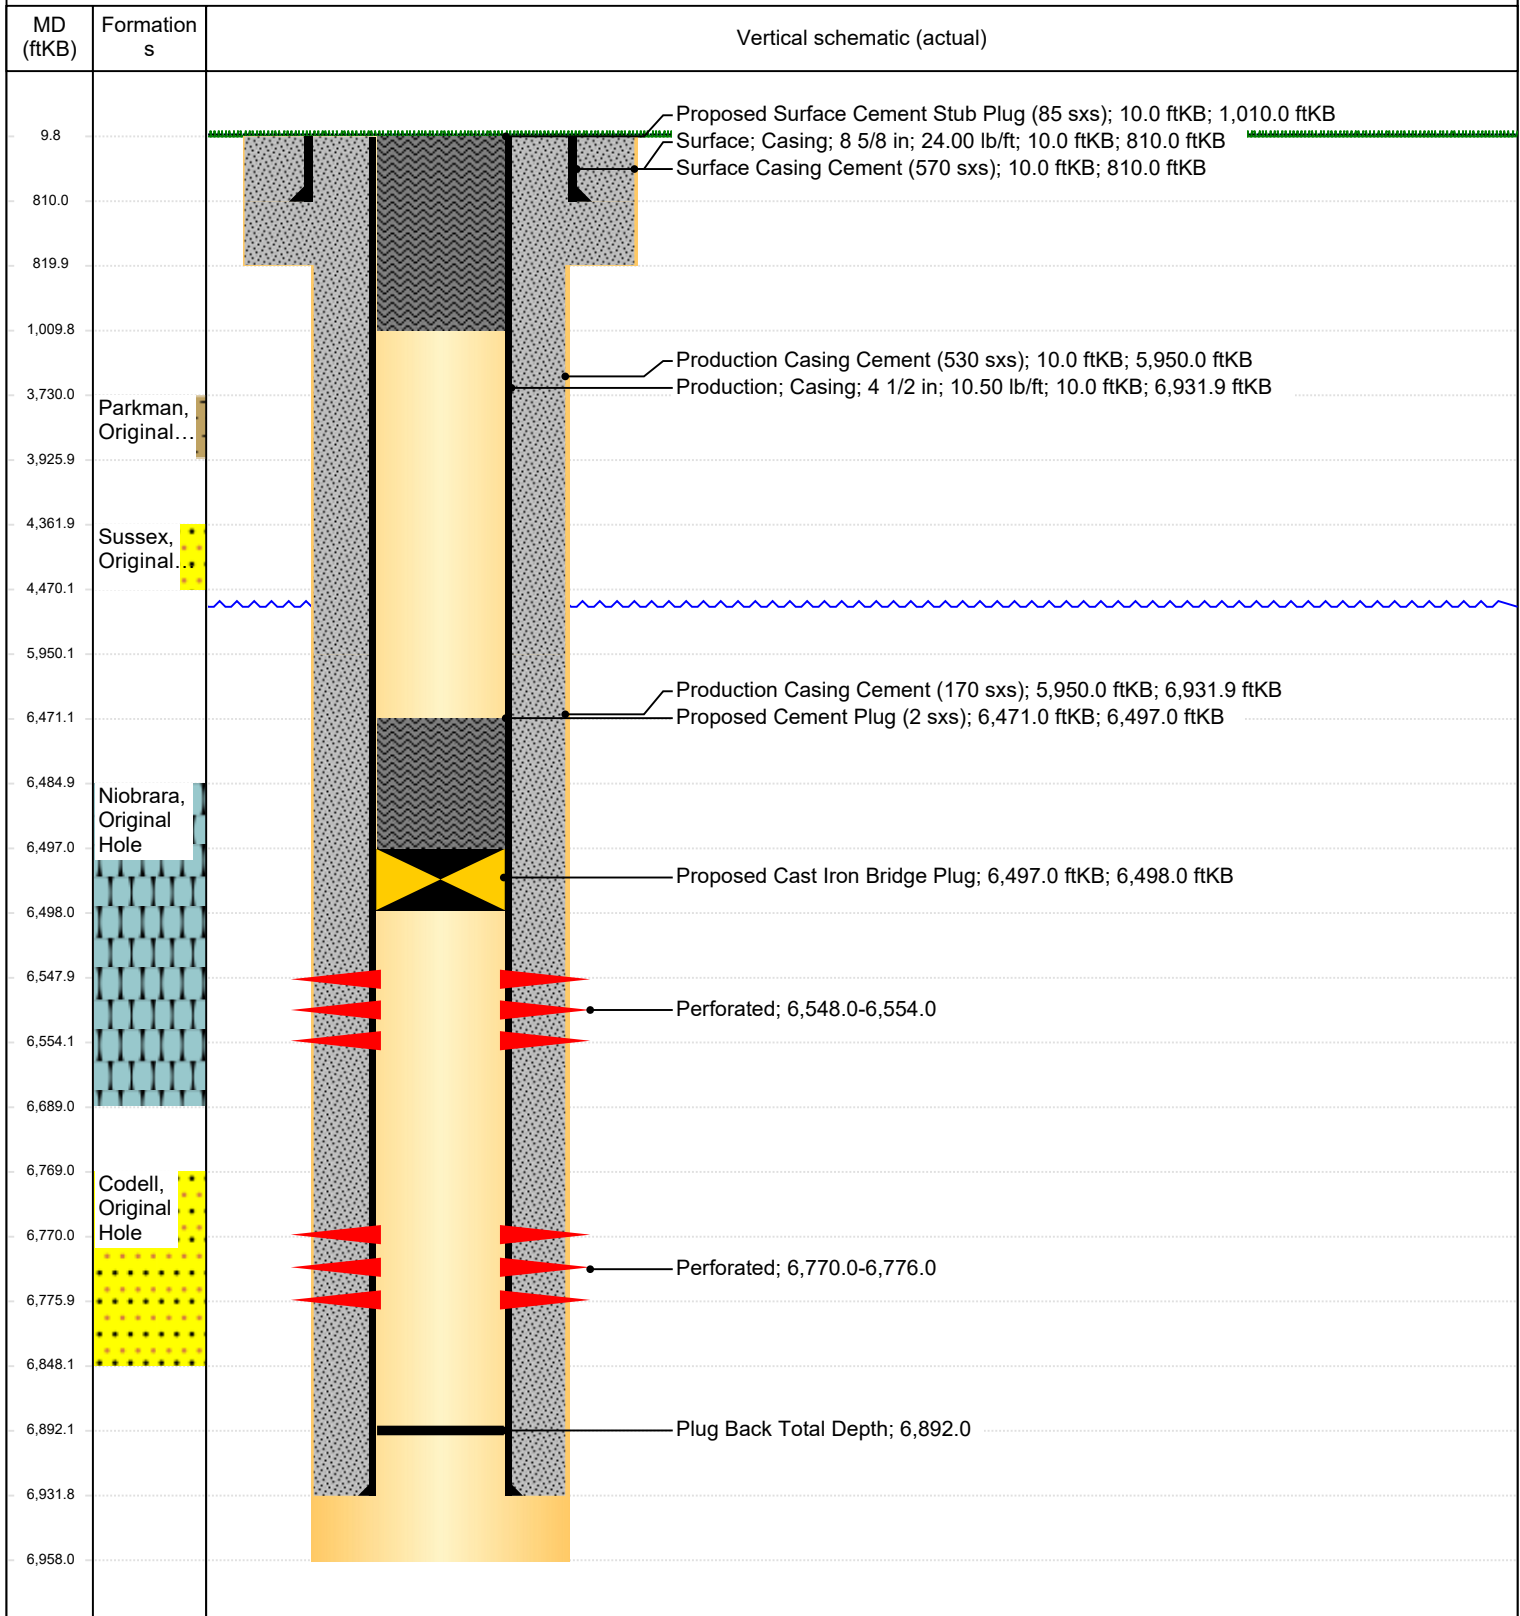 MD
(ftKB)
Formation
s
Vertical schematic (actual)
9.8
810.0
819.9
1,009.8
3,730.0
3,925.9
4,361.9
4,470.1
5,950.1
6,471.1
6,484.9
6,497.0
6,498.0
6,547.9
6,554.1
6,689.0
6,769.0
6,770.0
6,775.9
6,848.1
6,892.1
6,931.8
6,958.0
Parkman,
Original...
Sussex,
Original...
Niobrara,
Original
Hole
Codell,
Original
Hole
Proposed Surface Cement Stub Plug (85 sxs); 10.0 ftKB; 1,010.0 ftKB
Surface; Casing; 8 5/8 in; 24.00 lb/ft; 10.0 ftKB; 810.0 ftKB
Surface Casing Cement (570 sxs); 10.0 ftKB; 810.0 ftKB
Production Casing Cement (530 sxs); 10.0 ftKB; 5,950.0 ftKB
Production; Casing; 4 1/2 in; 10.50 lb/ft; 10.0 ftKB; 6,931.9 ftKB
Production Casing Cement (170 sxs); 5,950.0 ftKB; 6,931.9 ftKB
Proposed Cement Plug (2 sxs); 6,471.0 ftKB; 6,497.0 ftKB
Proposed Cast Iron Bridge Plug; 6,497.0 ftKB; 6,498.0 ftKB
Perforated; 6,548.0-6,554.0
Perforated; 6,770.0-6,776.0
Plug Back Total Depth; 6,892.0